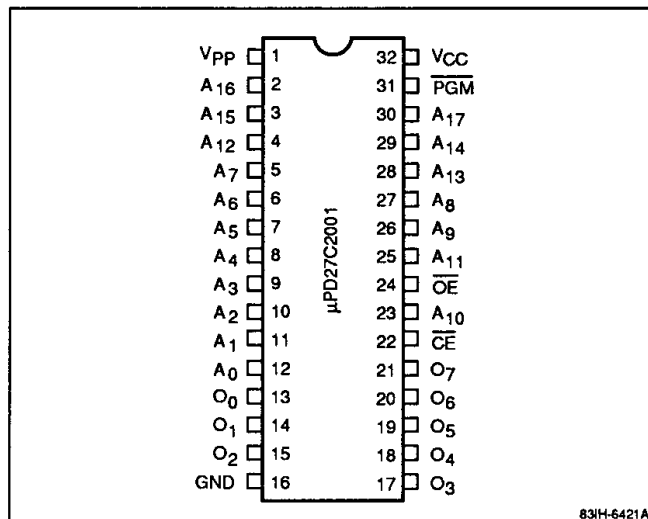 VPP 1 32 VCC
A16 2 31 PGM
A15 3 30 A17
A12 4 29 A14
A7 5 28 A13
A6 6 27 A8
A5 7 26 A9
A4 8 25 A11
A3 9 24 OE
A2 10 23 A10
A1 11 22 CE
A0 12 21 O7
O0 13 20 O6
O1 14 19 O5
O2 15 18 O4
GND 16 17 O3
μPD27C2001
83IH-6421A